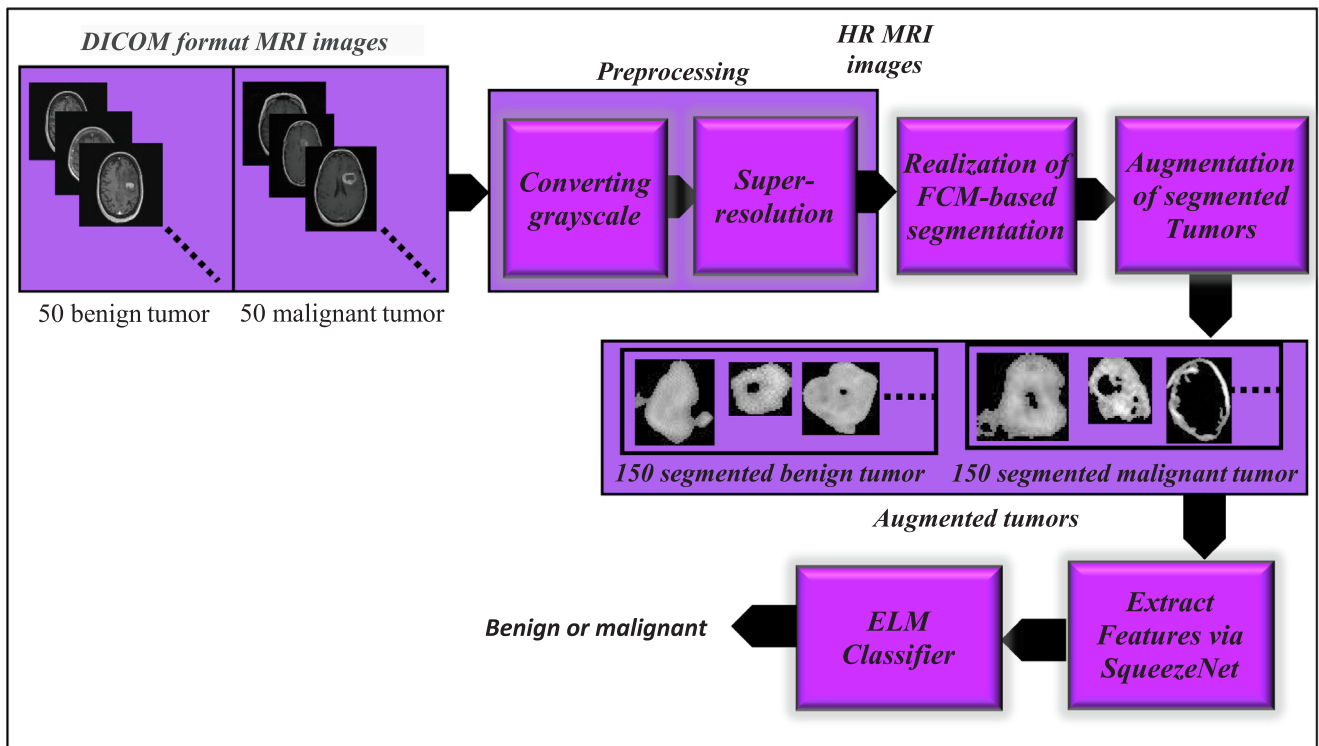 DICOM format MRI images
HR MRI
images
Preprocessing
Converting
grayscale
Super-
resolution
Realization of
FCM-based
segmentation
Augmentation
of segmented
Tumors
50 benign tumor
50 malignant tumor
150 segmented benign tumor
150 segmented malignant tumor
Augmented tumors
Extract
Features via
SqueezeNet
ELM
Classifier
Benign or malignant